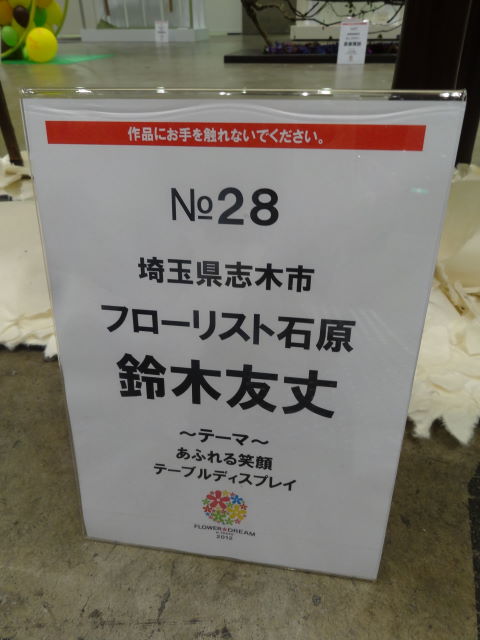 作品にお手を触れないでください。
№28
埼玉県志木市
フローリスト石原
鈴木友丈
～テーマ～
あふれる笑顔
テーブルディスプレイ
FLOWER DREAM
2012